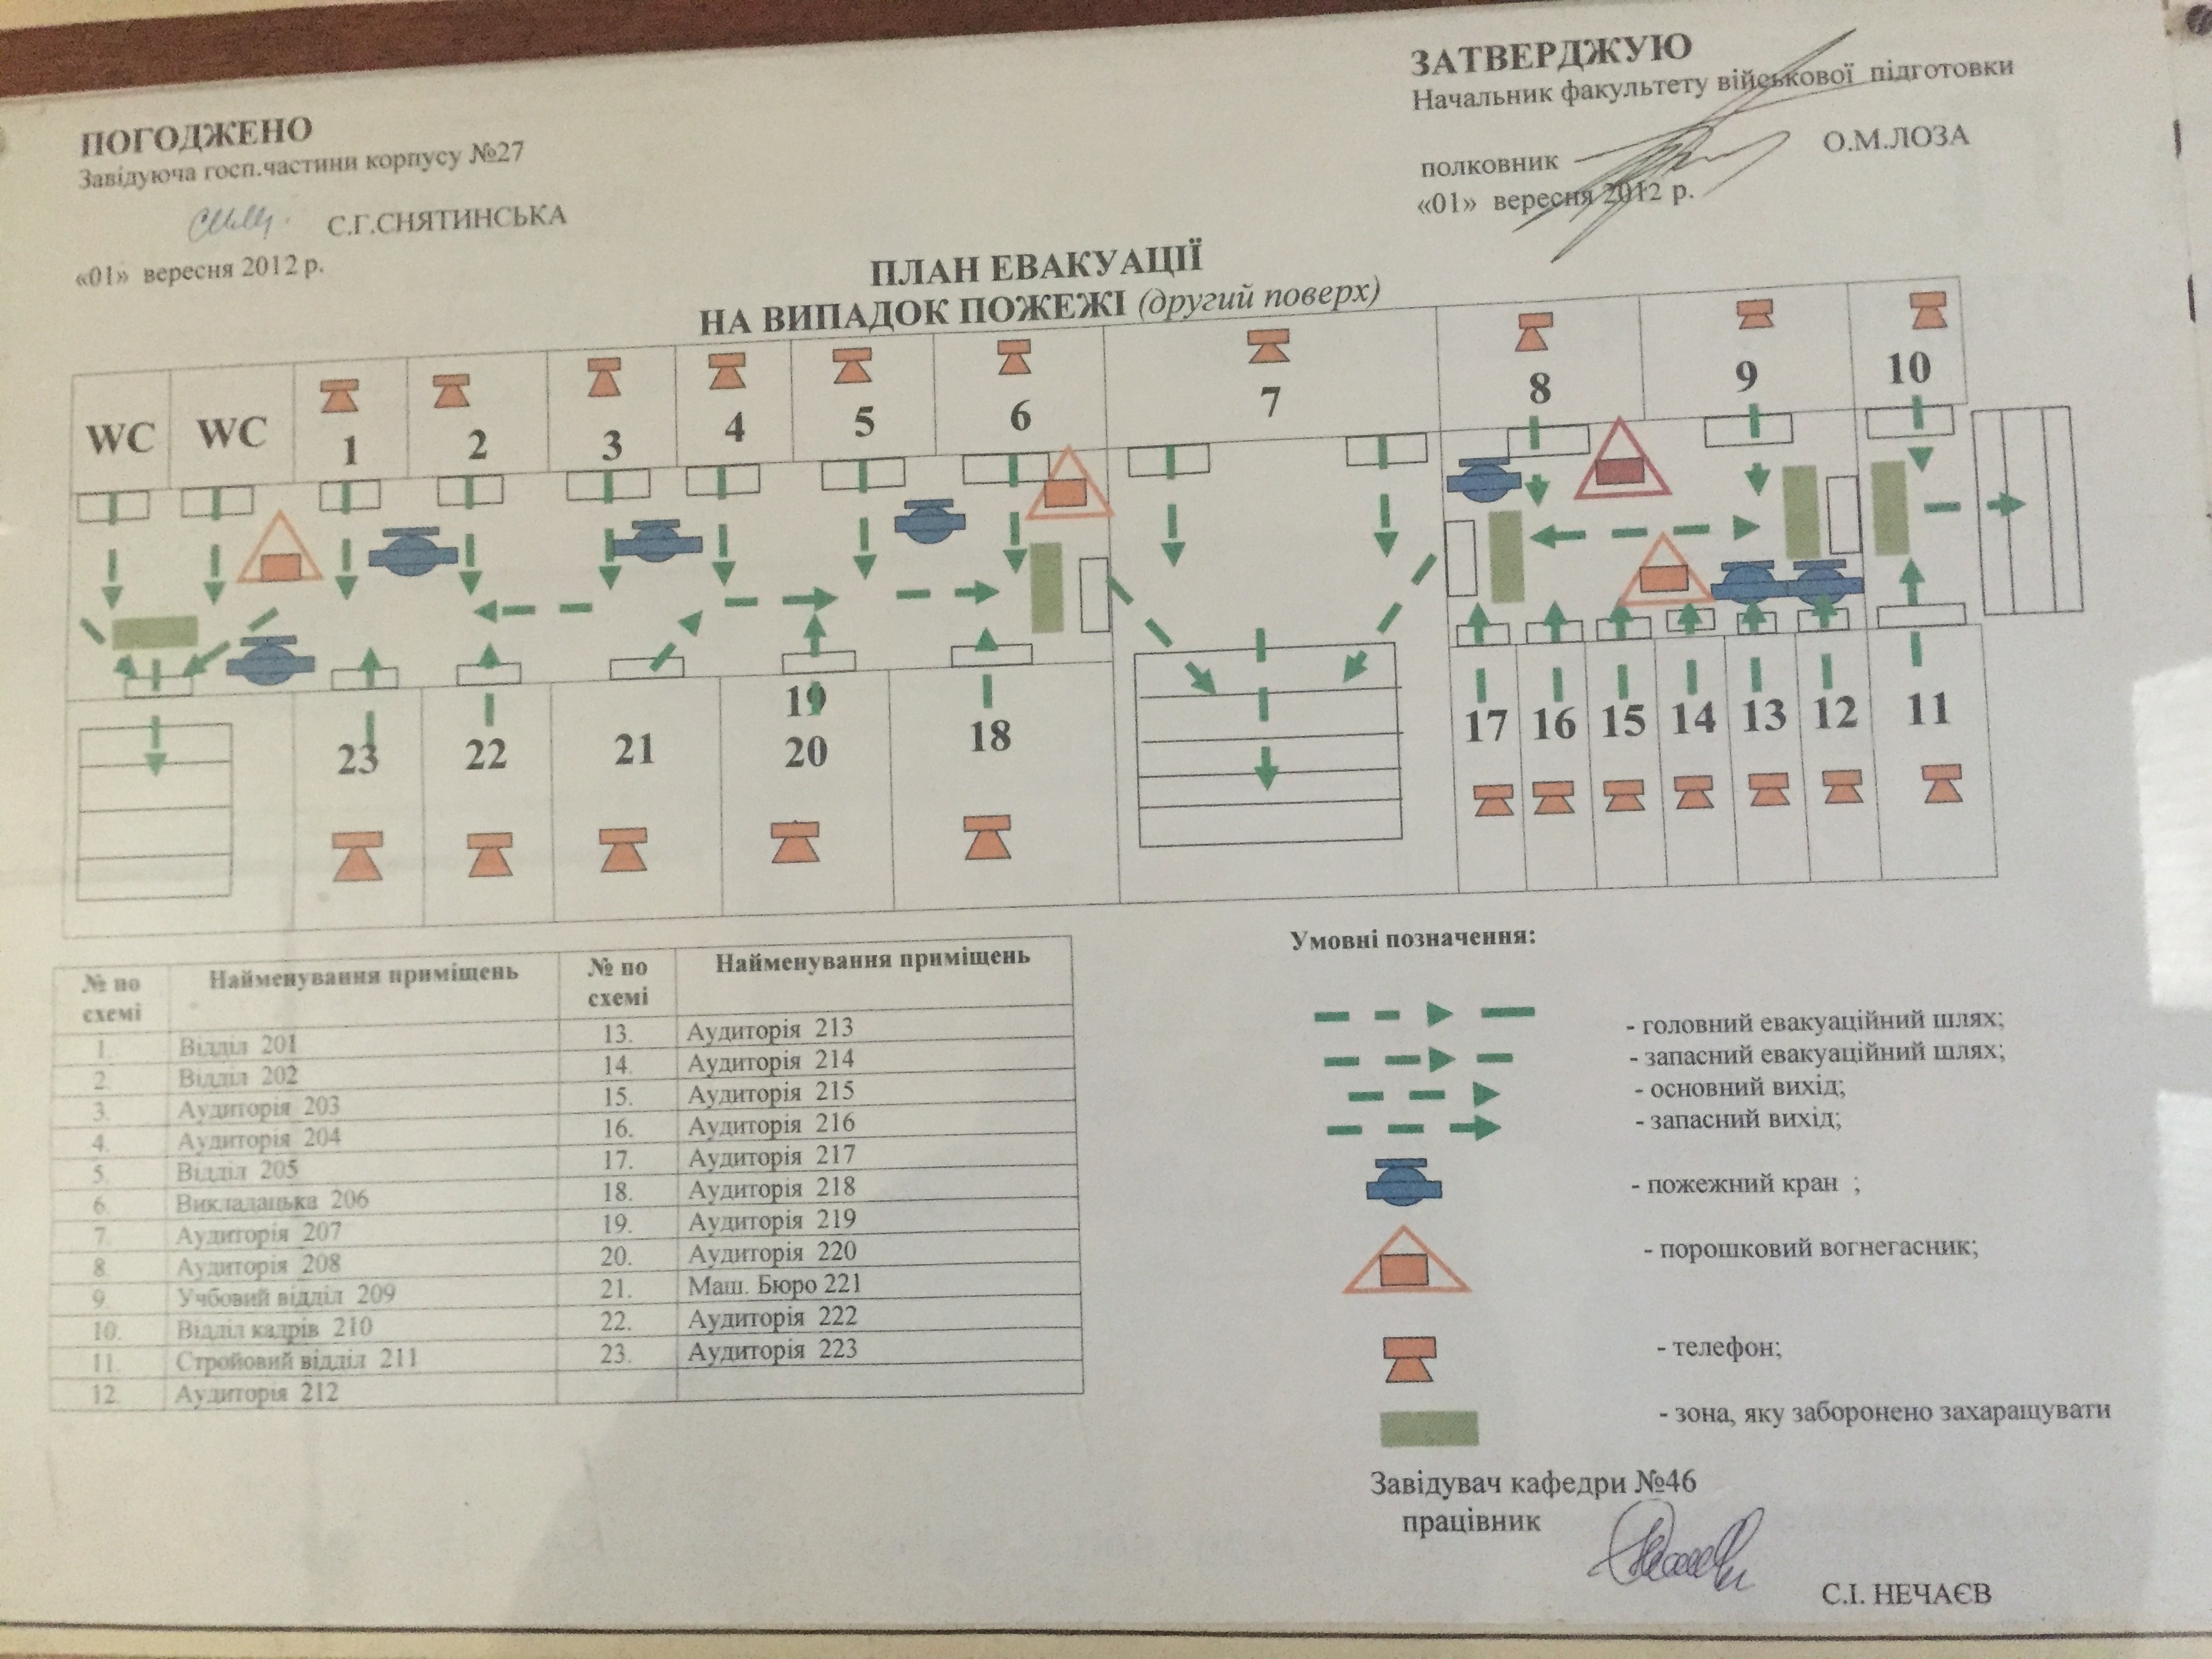 ПОГОДЖЕНО
Завідуюча госп.частини корпусу №27
С.Г.СНЯТИНСЬКА
«01» вересня 2012 р.
ЗАТВЕРДЖУЮ
Начальник факультету військової підготовки
полковник О.М.ЛОЗА
«01» вересня 2012 р.
ПЛАН ЕВАКУАЦІЇ
НА ВИПАДОК ПОЖЕЖІ (другий поверх)
WC WC 1 2 3 4 5 6 7 8 9 10
23 22 21 19 20 18 17 16 15 14 13 12 11
№ по схемі Найменування приміщень № по схемі Найменування приміщень
1. Відділ 201 13. Аудиторія 213
2. Відділ 202 14. Аудиторія 214
3. Аудиторія 203 15. Аудиторія 215
4. Аудиторія 204 16. Аудиторія 216
5. Відділ 205 17. Аудиторія 217
6. Викладацька 206 18. Аудиторія 218
7. Аудиторія 207 19. Аудиторія 219
8. Аудиторія 208 20. Аудиторія 220
9. Учбовий відділ 209 21. Маш. Бюро 221
10. Відділ кадрів 210 22. Аудиторія 222
11. Стройовий відділ 211 23. Аудиторія 223
12. Аудиторія 212
Умовні позначення:
- головний евакуаційний шлях;
- запасний евакуаційний шлях;
- основний вихід;
- запасний вихід;
- пожежний кран ;
- порошковий вогнегасник;
- телефон;
- зона, яку заборонено захаращувати
Завідувач кафедри №46
працівник
С.І. НЕЧАЄВ